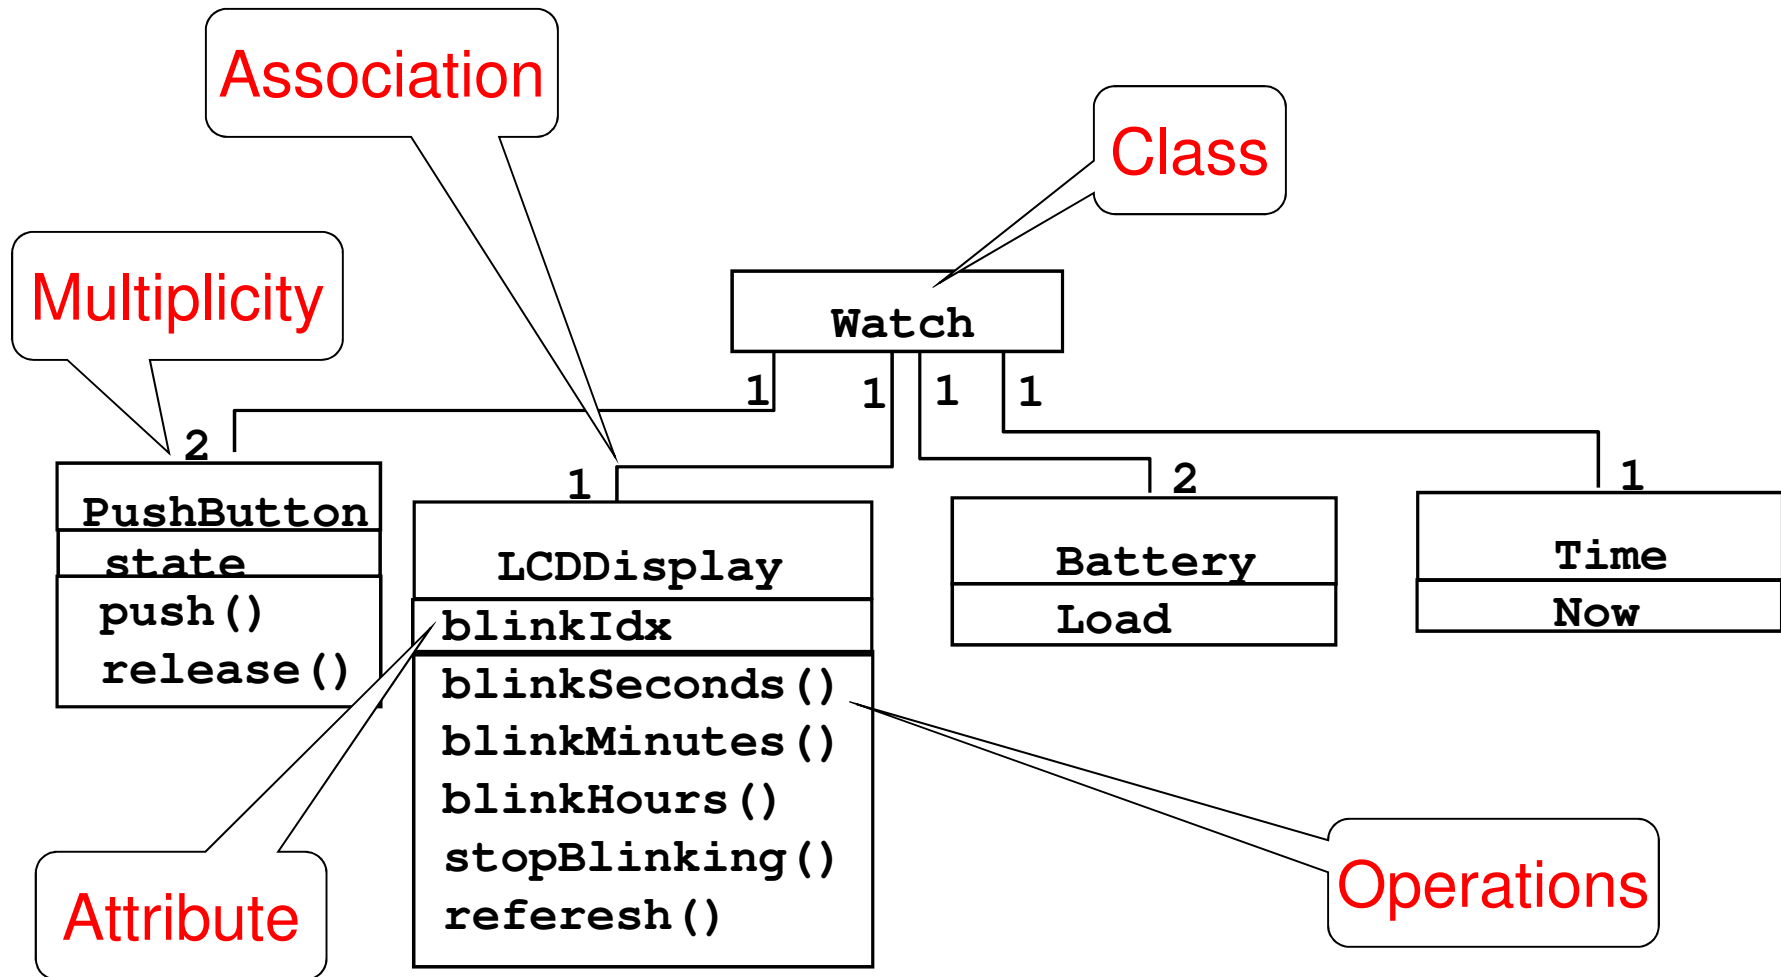 Association
Class
Multiplicity
Watch
1
1
1
1
2
1
2
1
PushButton
state
push()
release()
LCDDisplay
blinkIdx
blinkSeconds()
blinkMinutes()
blinkHours()
stopBlinking()
referesh()
Battery
Load
Time
Now
Attribute
Operations